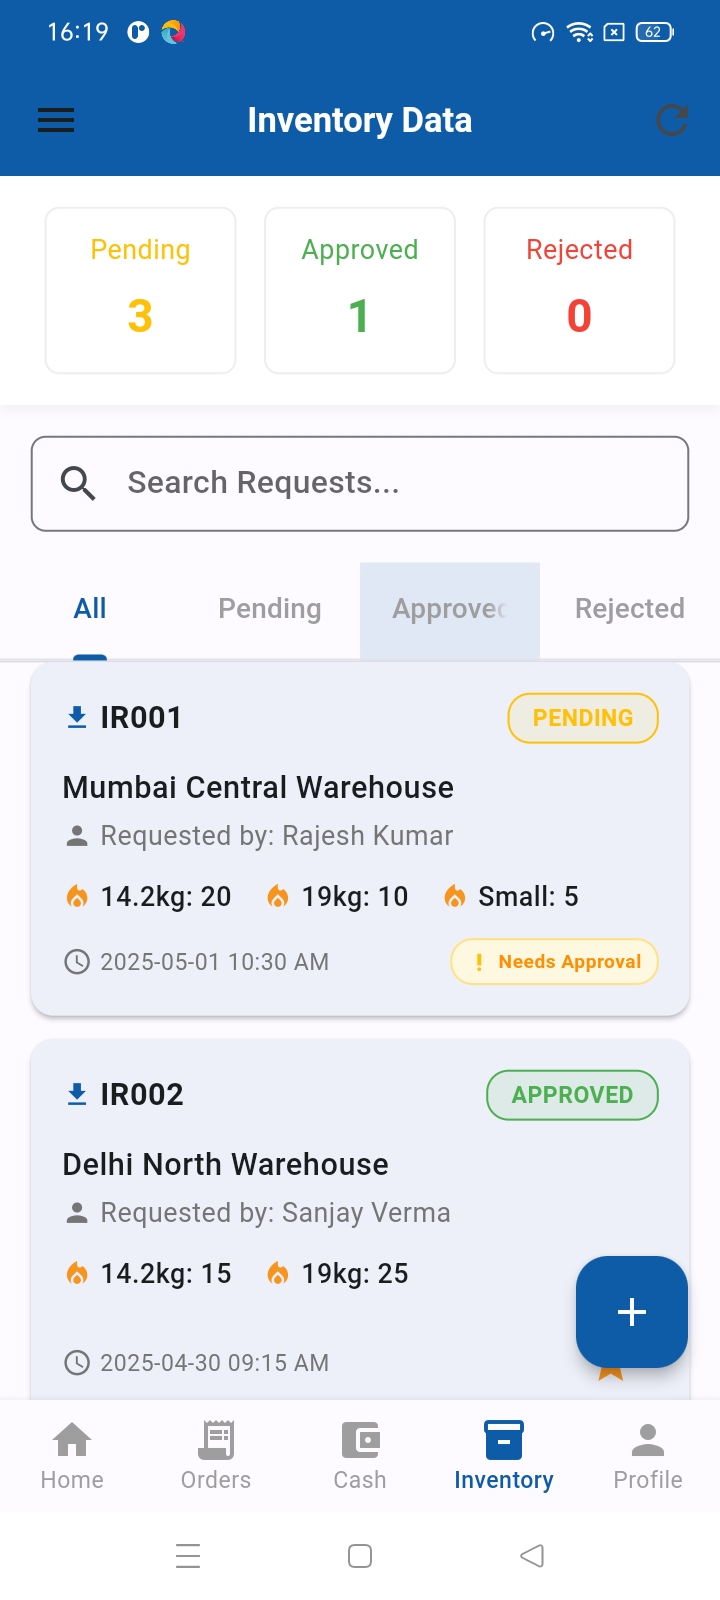 16:19
62
Inventory Data
Pending
Approved
Rejected
3
1
0
Search Requests...
All
Pending
Approved
Rejected
IR001
PENDING
Mumbai Central Warehouse
Requested by: Rajesh Kumar
14.2kg: 20
19kg: 10
Small: 5
2025-05-01 10:30 AM
Needs Approval
IR002
APPROVED
Delhi North Warehouse
Requested by: Sanjay Verma
14.2kg: 15
19kg: 25
2025-04-30 09:15 AM
Home
Orders
Cash
Inventory
Profile